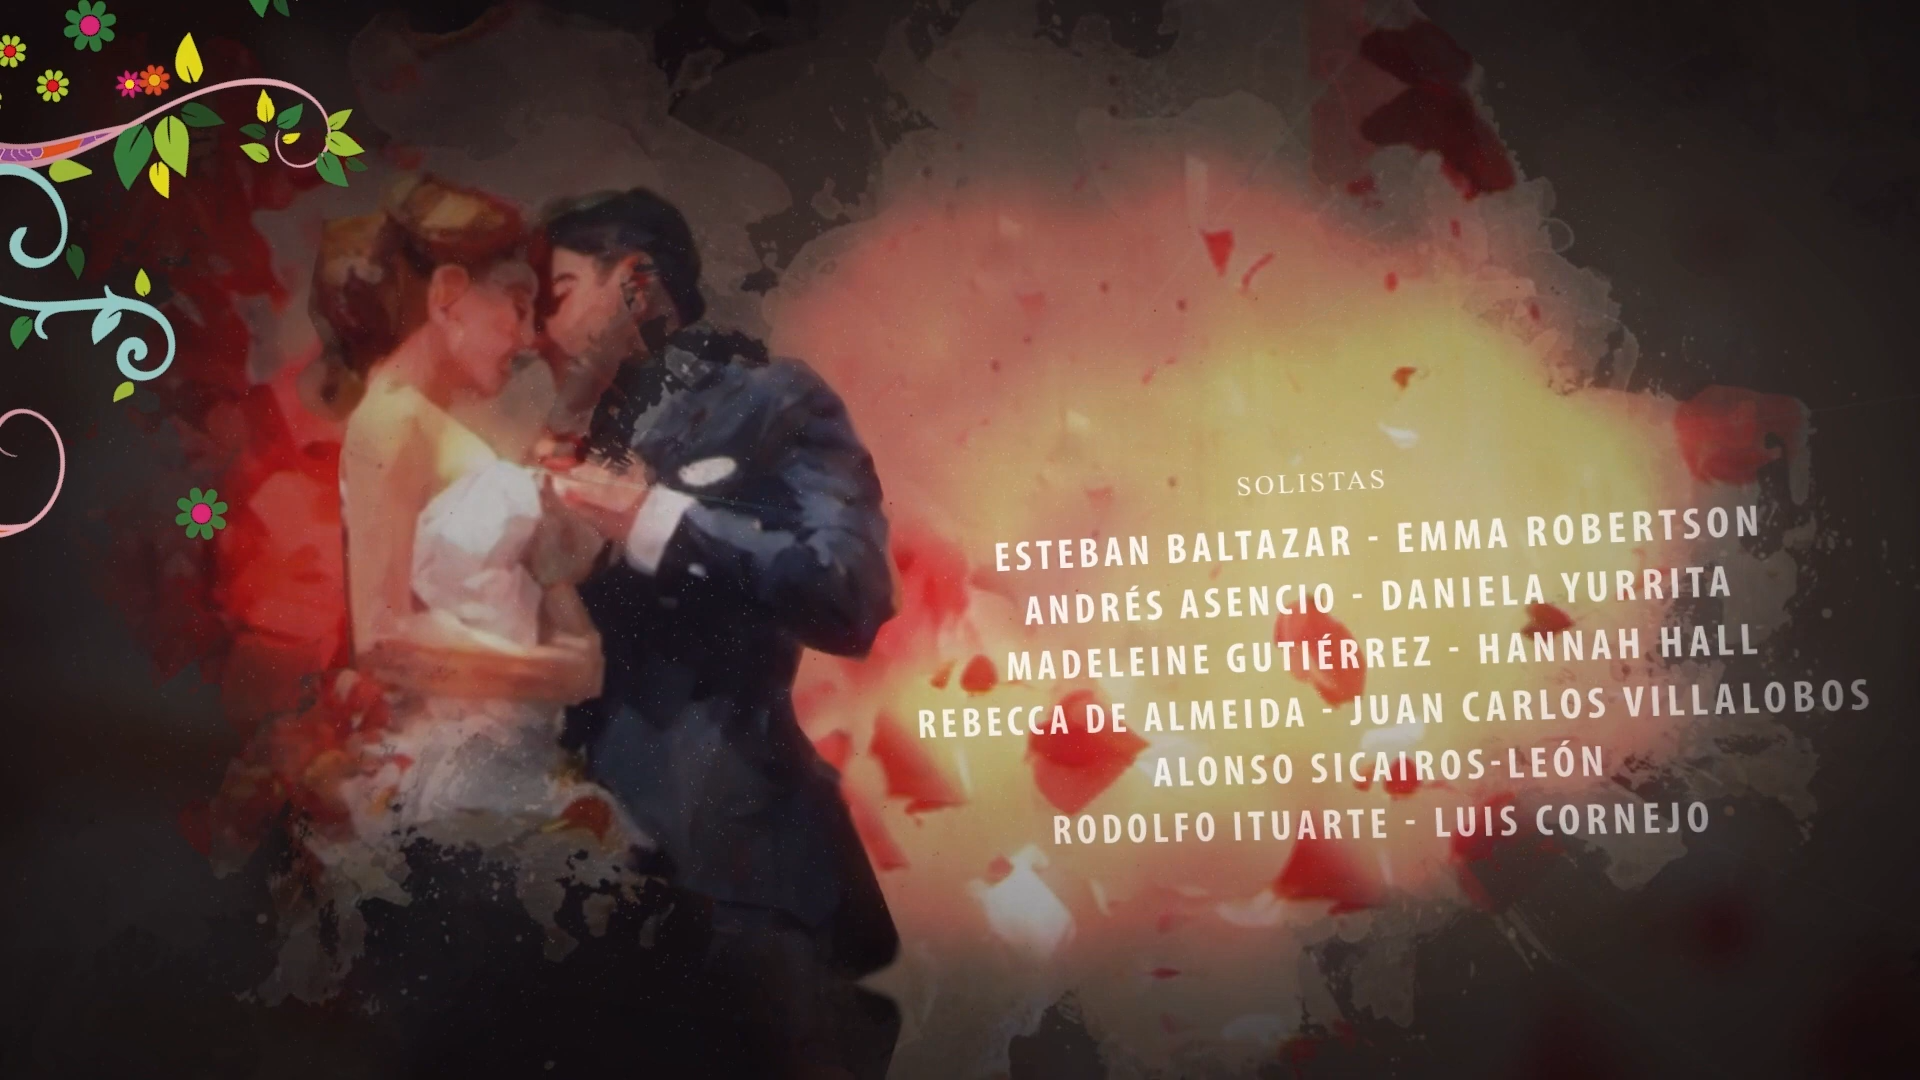 SOLISTAS
ESTEBAN BALTAZAR - EMMA ROBERTSON
ANDRÉS ASENCIO - DANIELA YURRITA
MADELEINE GUTIÉRREZ - HANNAH HALL
REBECCA DE ALMEIDA - JUAN CARLOS VILLALOBOS
ALONSO SICAIROS-LEÓN
RODOLFO ITUARTE - LUIS CORNEJO